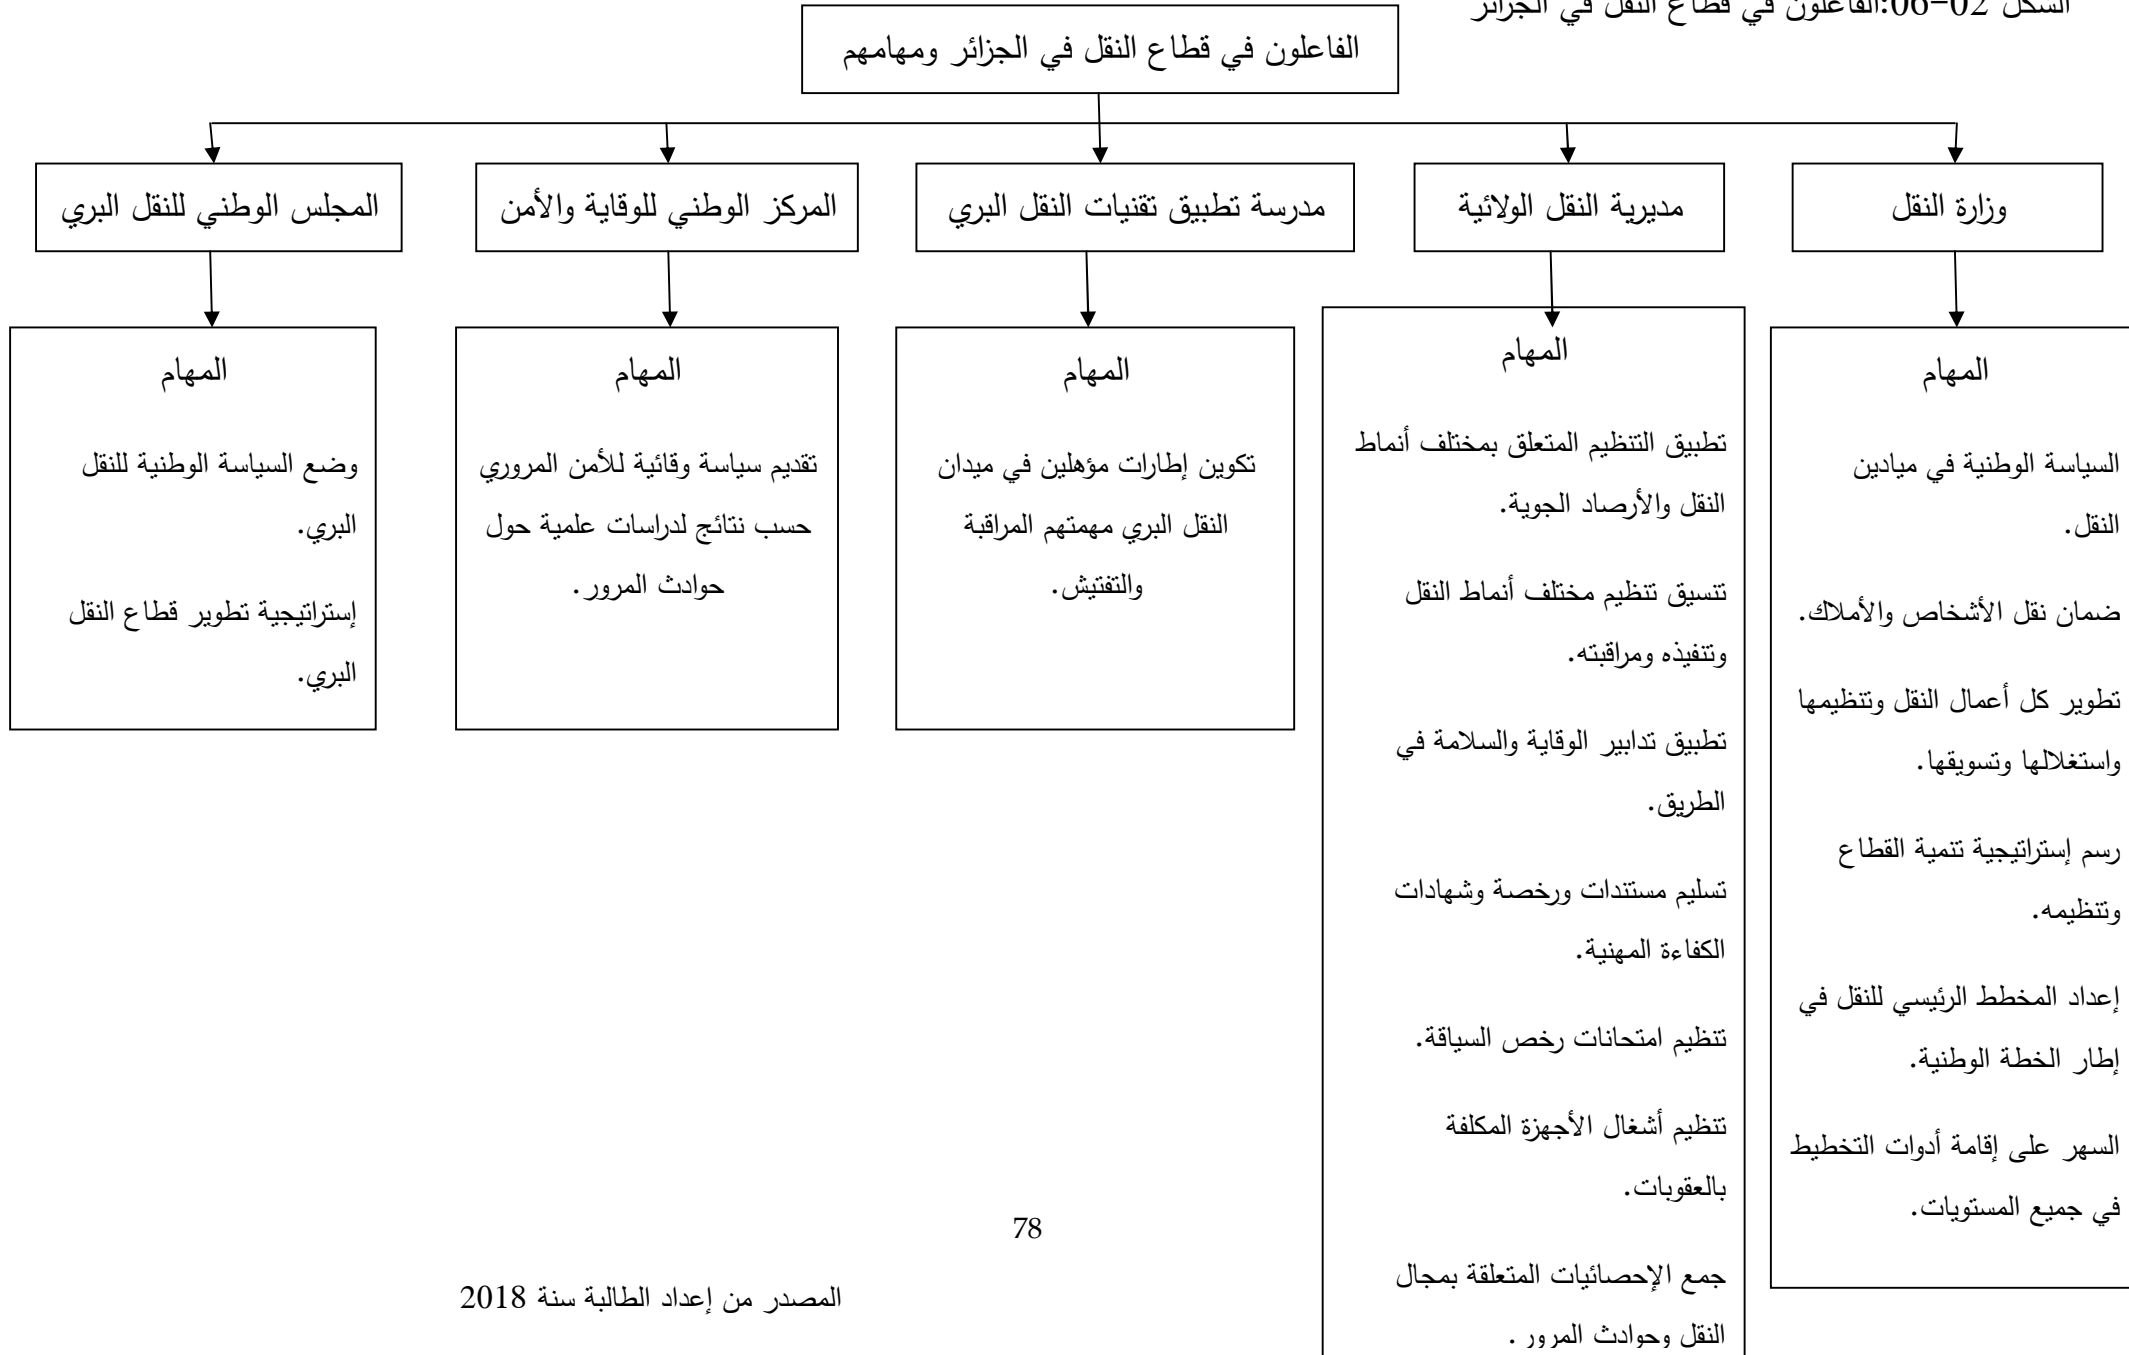 الشكل 02-06:الفاعلون في قطاع النقل في الجزائر
الفاعلون في قطاع النقل في الجزائر ومهامهم
وزارة النقل
مديرية النقل الولائية
مدرسة تطبيق تقنيات النقل البري
المركز الوطني للوقاية والأمن
المجلس الوطني للنقل البري
المهام
السياسة الوطنية في ميادين
النقل.
ضمان نقل الأشخاص والأملاك.
تطوير كل أعمال النقل وتنظيمها
واستغلالها وتسويقها.
رسم إستراتيجية تنمية القطاع
وتنظيمه.
إعداد المخطط الرئيسي للنقل في
إطار الخطة الوطنية.
السهر على إقامة أدوات التخطيط
في جميع المستويات.
المهام
تطبيق التنظيم المتعلق بمختلف أنماط
النقل والأرصاد الجوية.
تنسيق تنظيم مختلف أنماط النقل
وتنفيذه ومراقبته.
تطبيق تدابير الوقاية والسلامة في
الطريق.
تسليم مستندات ورخصة وشهادات
الكفاءة المهنية.
تنظيم امتحانات رخص السياقة.
تنظيم أشغال الأجهزة المكلفة
بالعقوبات.
جمع الإحصائيات المتعلقة بمجال
النقل وحوادث المرور.
المهام
تكوين إطارات مؤهلين في ميدان
النقل البري مهمتهم المراقبة
والتفتيش.
المهام
تقديم سياسة وقائية للأمن المروري
حسب نتائج لدراسات علمية حول
حوادث المرور.
المهام
وضع السياسة الوطنية للنقل
البري.
إستراتيجية تطوير قطاع النقل
البري.
78
المصدر من إعداد الطالبة سنة 2018